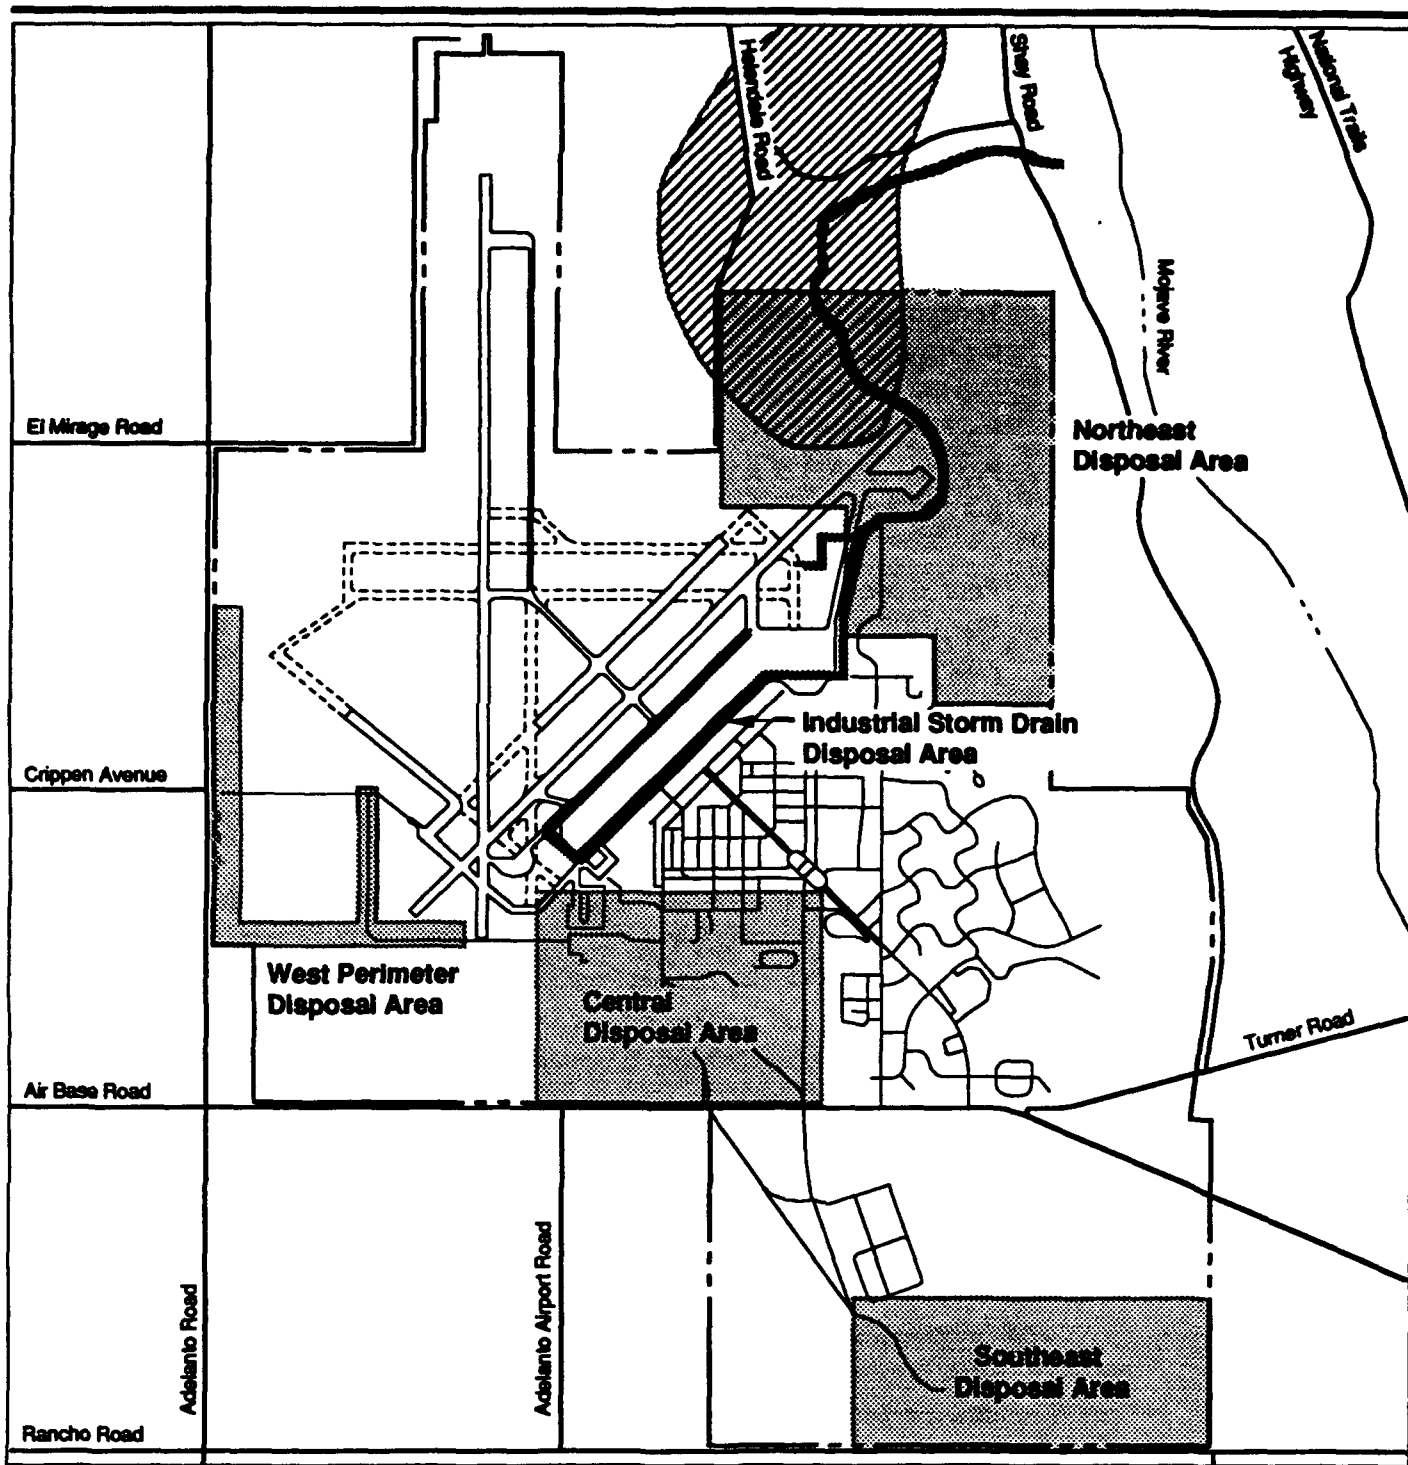 Helendale Road
Shay Road
National Trails
Highway
Mojave River
El Mirage Road
Northeast
Disposal Area
Industrial Storm Drain
Disposal Area
Crippen Avenue
West Perimeter
Disposal Area
Central
Disposal Area
Turner Road
Air Base Road
Adelanto Road
Adelanto Airport Road
Southeast
Disposal Area
Rancho Road